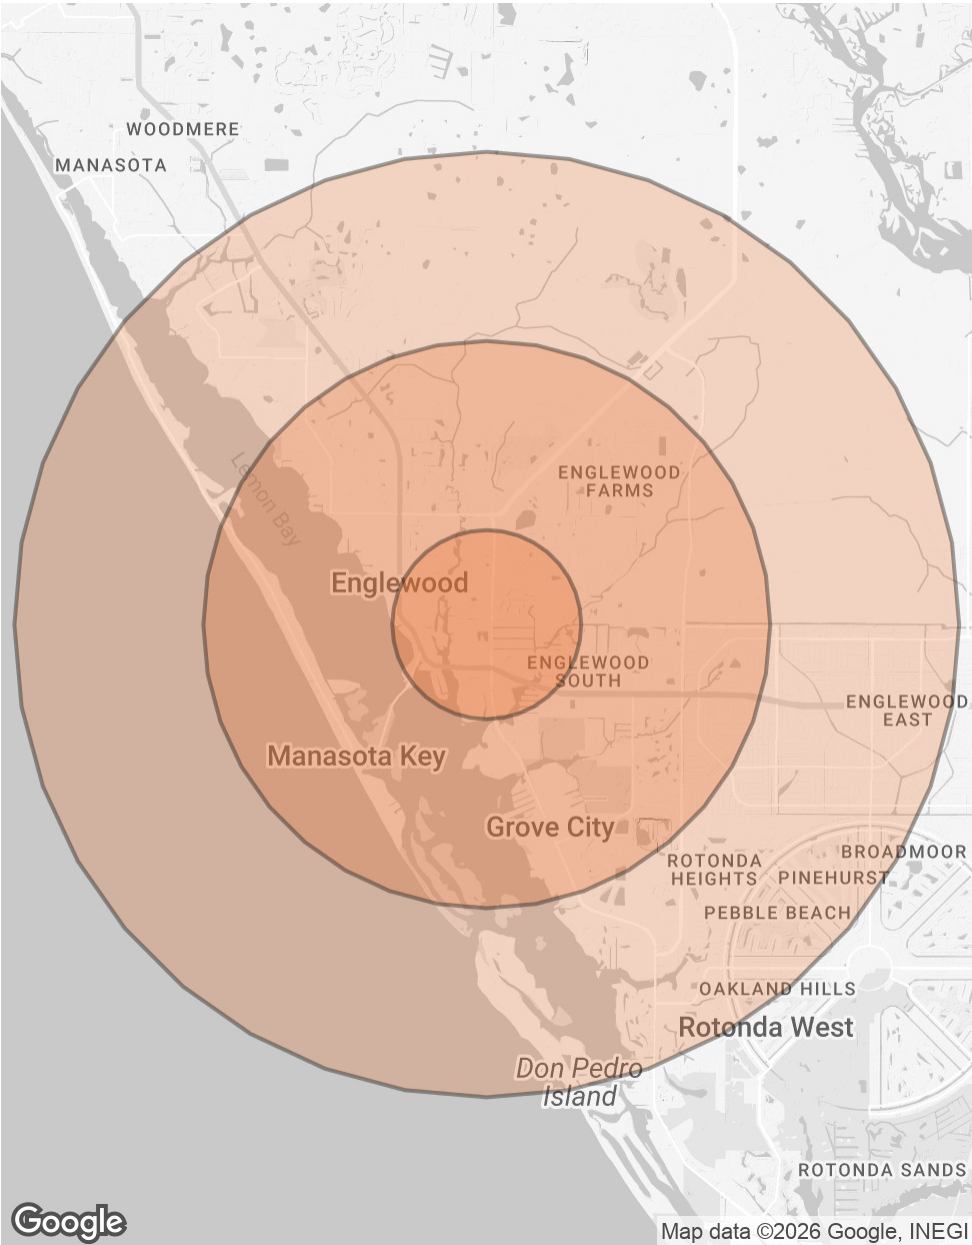 WOODMERE
MANASOTA
Lemon Bay
ENGLEWOOD
FARMS
Englewood
ENGLEWOOD
SOUTH
ENGLEWOOD
EAST
Manasota Key
Grove City
BROADMOOR
ROTONDA
HEIGHTS
PINEHURST
PEBBLE BEACH
OAKLAND HILLS
Rotonda West
Don Pedro
Island
ROTONDA SANDS
Google
Map data ©2026 Google, INEGI